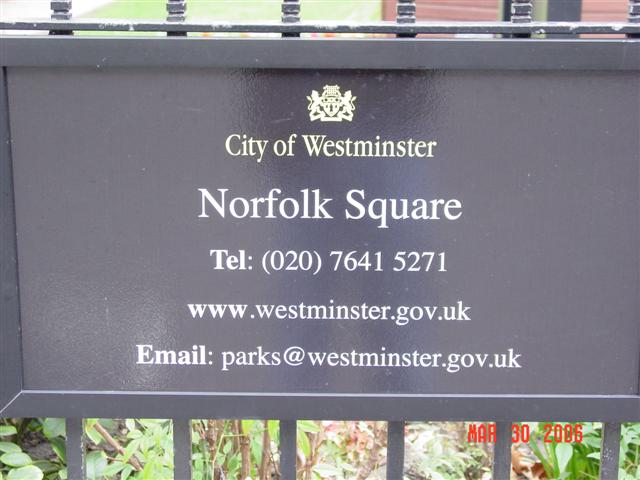 City of Westminster
Norfolk Square
Tel: (020) 7641 5271
www.westminster.gov.uk
Email: parks@westminster.gov.uk
MAR 30 2006